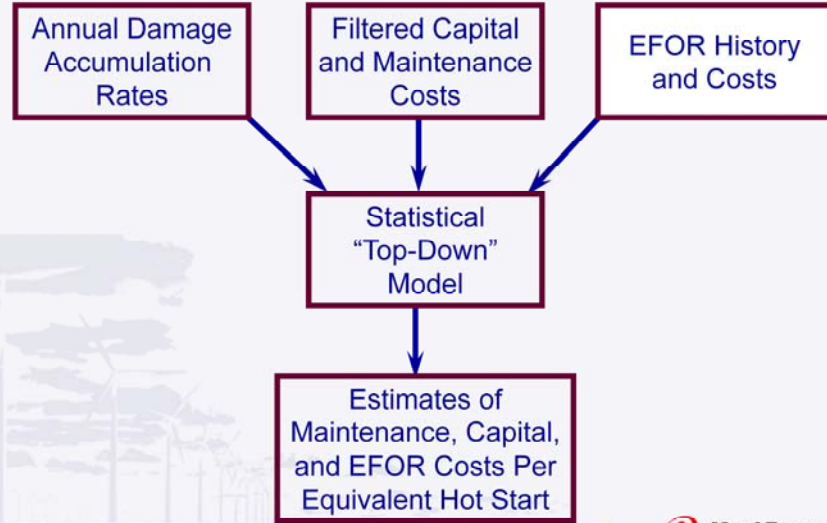 Annual Damage
Accumulation
Rates
Filtered Capital
and Maintenance
Costs
EFOR History
and Costs
Statistical
“Top-Down”
Model
Estimates of
Maintenance, Capital,
and EFOR Costs Per
Equivalent Hot Start